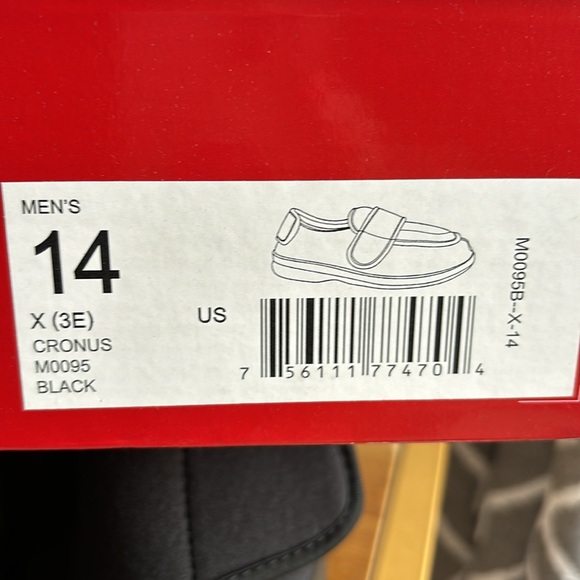 MEN'S
14
X (3E)
CRONUS
M0095
BLACK
US
7 56111 77470 4
M0095B--X-14